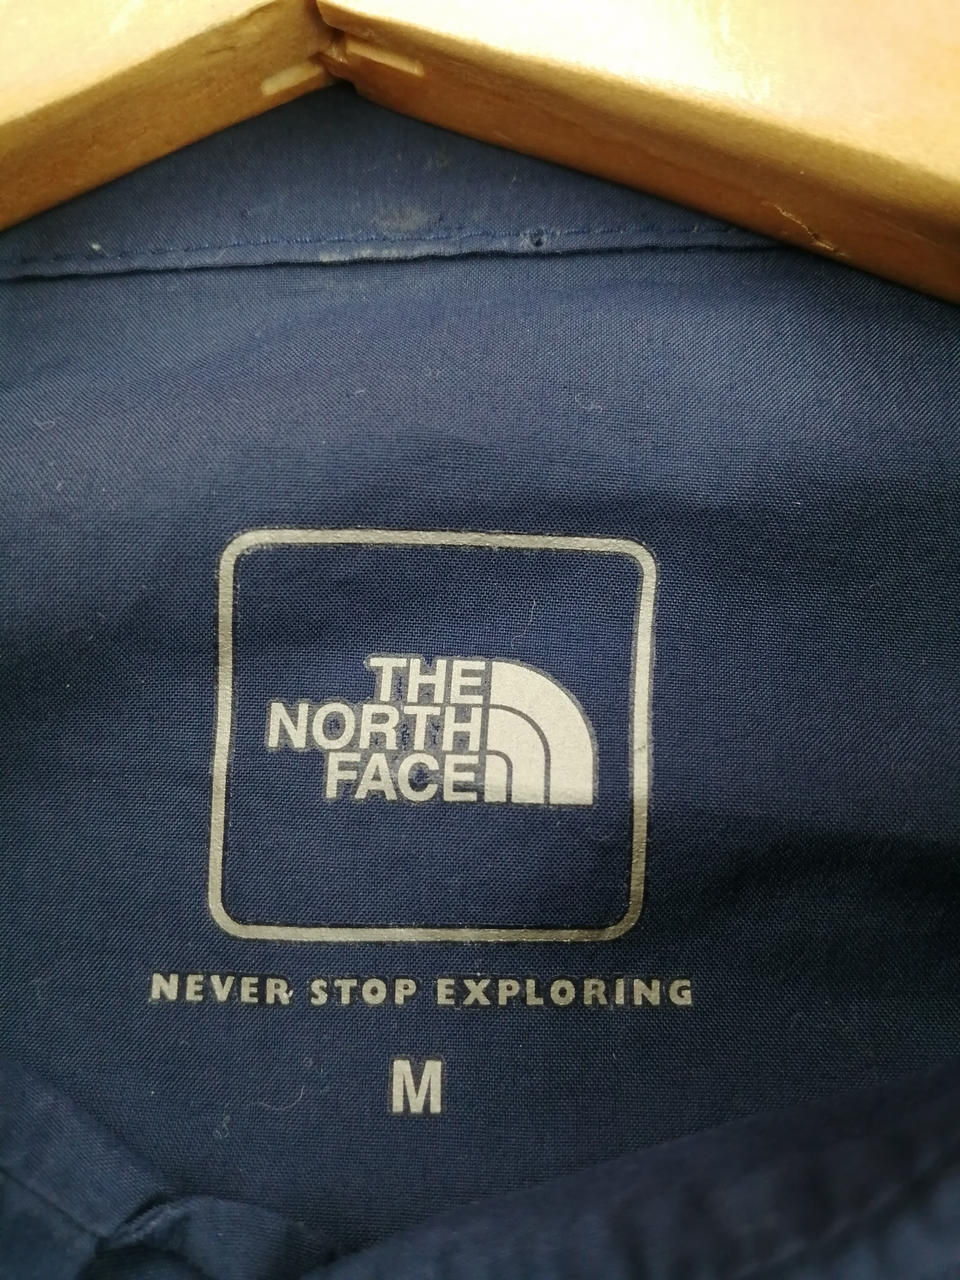 THE
NORTH
FACE
NEVER STOP EXPLORING
M